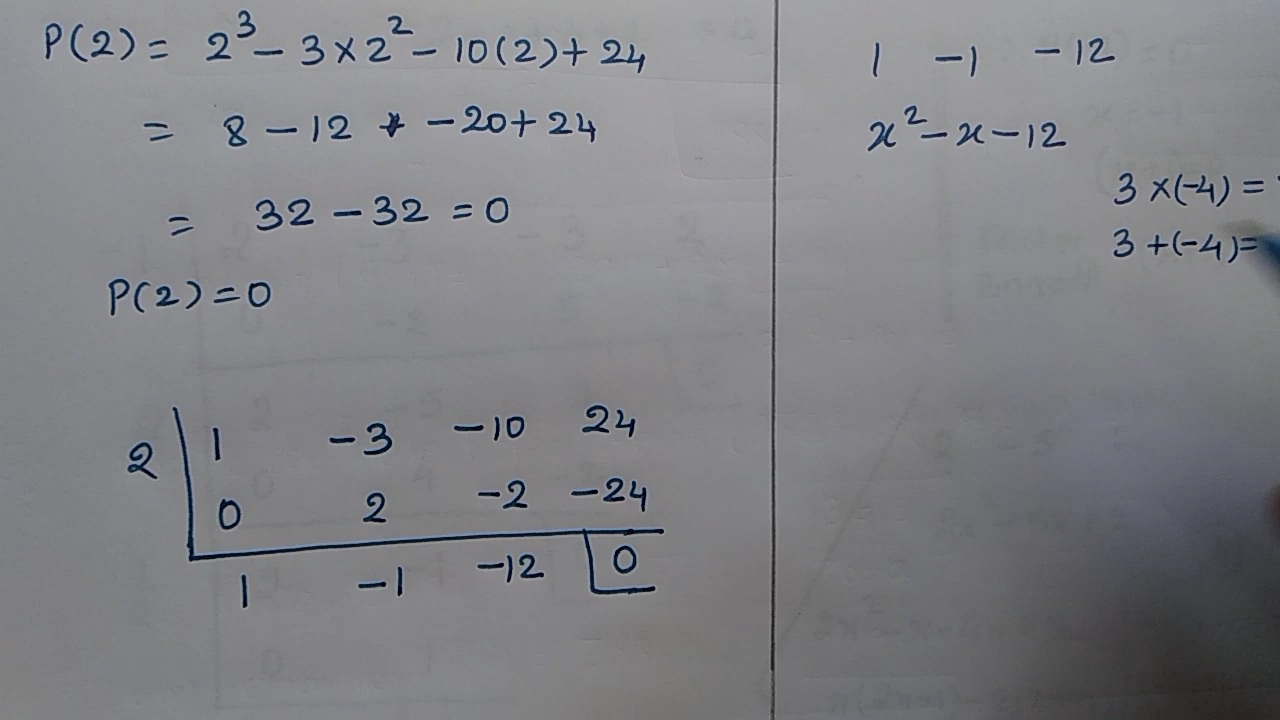 P(2) = 2³ - 3 × 2² - 10(2) + 24
= 8 - 12 - 20 + 24
= 32 - 32 = 0
P(2) = 0
2 | 1 -3 -10 24
0 2 -2 -24
1 -1 -12 0
1 -1 -12
x² - x - 12
3 × (-4) =
3 + (-4) =